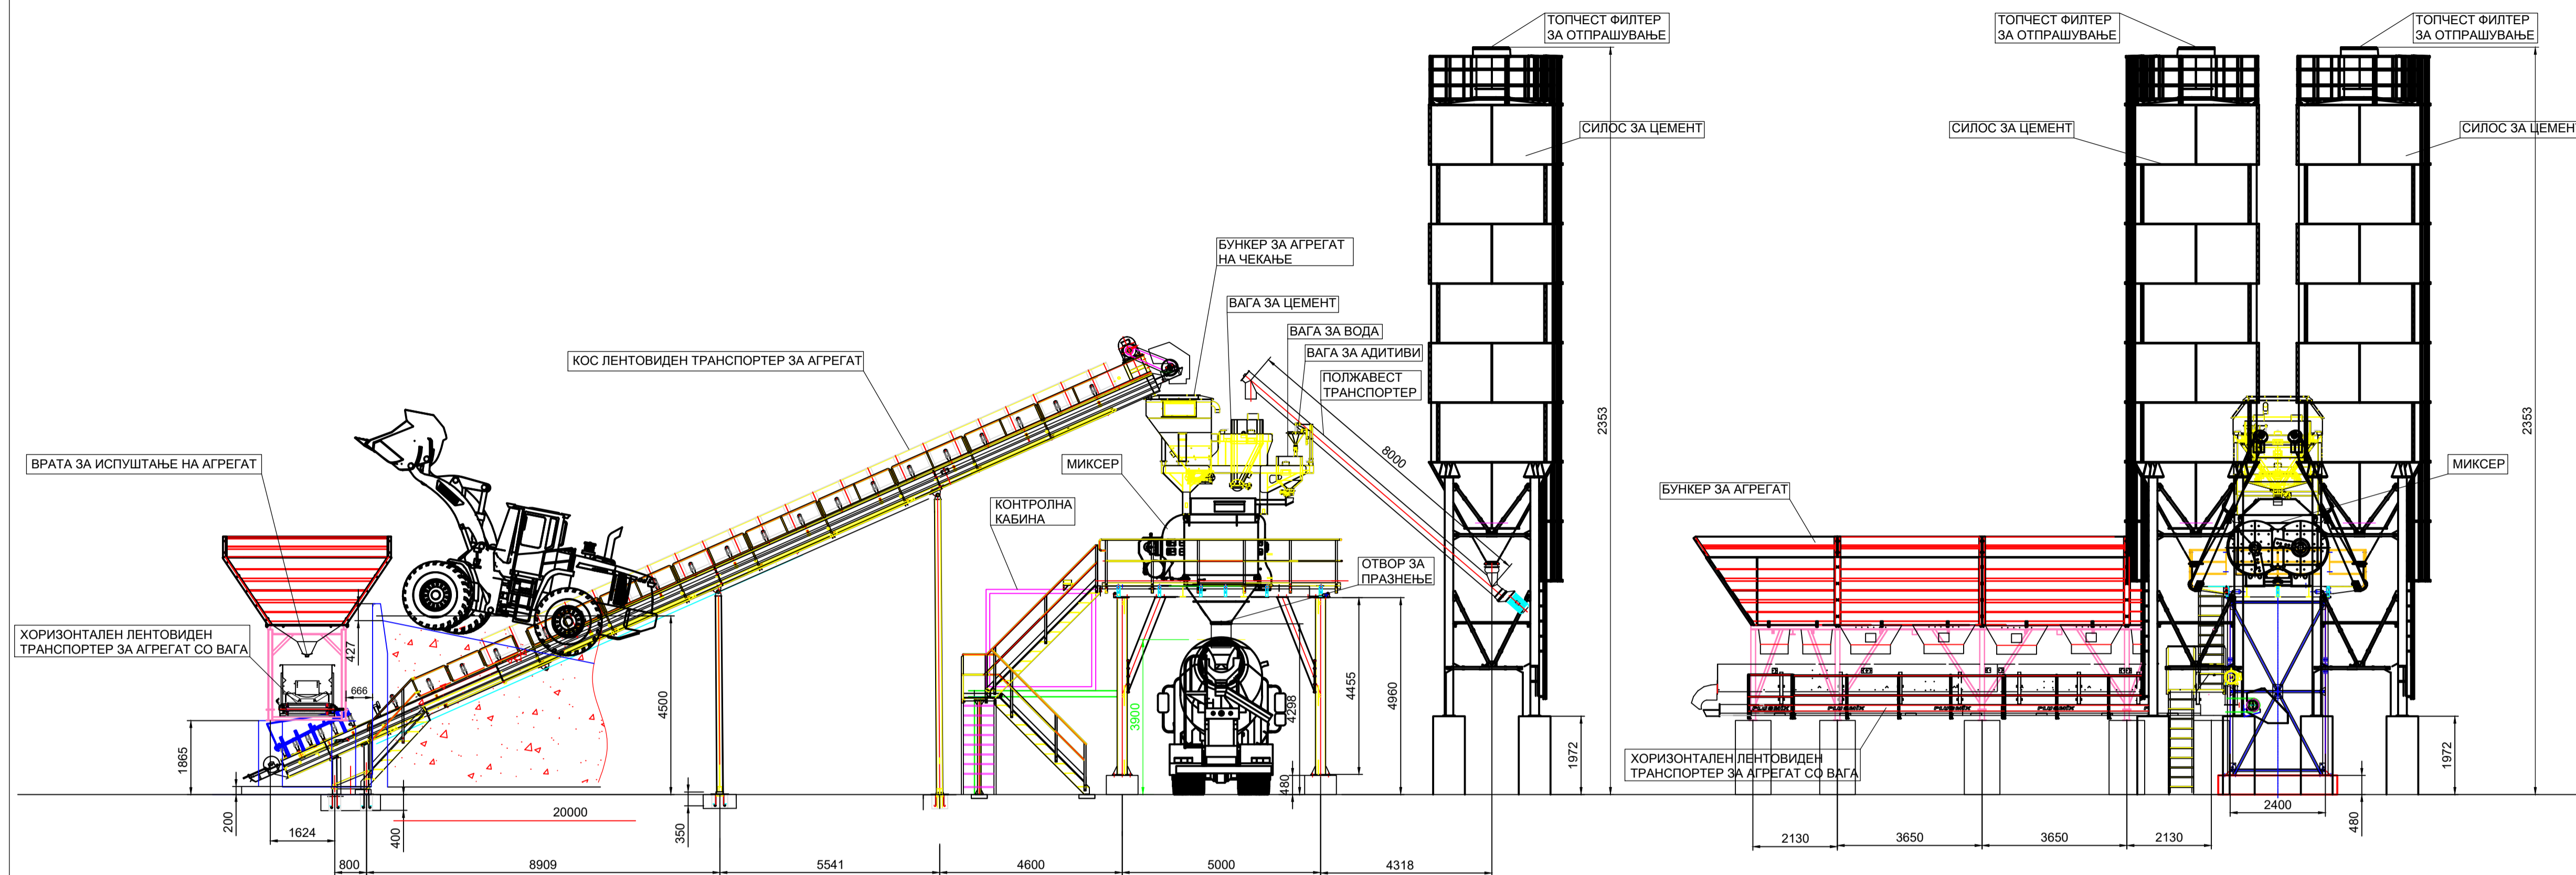 ТОПЧЕСТ ФИЛТЕР
ЗА ОТПРАШУВАЊЕ
ТОПЧЕСТ ФИЛТЕР
ЗА ОТПРАШУВАЊЕ
ТОПЧЕСТ ФИЛТЕР
ЗА ОТПРАШУВАЊЕ
СИЛОС ЗА ЦЕМЕНТ
СИЛОС ЗА ЦЕМЕНТ
СИЛОС ЗА ЦЕМЕНТ
БУНКЕР ЗА АГРЕГАТ
НА ЧЕКАЊЕ
ВАГА ЗА ЦЕМЕНТ
ВАГА ЗА ВОДА
ВАГА ЗА АДИТИВИ
ПОЛЖАВЕСТ
ТРАНСПОРТЕР
КОС ЛЕНТОВИДЕН ТРАНСПОРТЕР ЗА АГРЕГАТ
8000
2353
2353
ВРАТА ЗА ИСПУШТАЊЕ НА АГРЕГАТ
МИКСЕР
МИКСЕР
КОНТРОЛНА
КАБИНА
БУНКЕР ЗА АГРЕГАТ
ОТВОР ЗА
ПРАЗНЕЊЕ
ХОРИЗОНТАЛЕН ЛЕНТОВИДЕН
ТРАНСПОРТЕР ЗА АГРЕГАТ СО ВАГА
427
666
4500
3900
4298
4455
4960
PLUSMIX
PLUSMIX
PLUSMIX
PLUSMIX
1865
480
1972
1972
ХОРИЗОНТАЛЕН ЛЕНТОВИДЕН
ТРАНСПОРТЕР ЗА АГРЕГАТ СО ВАГА
200
1624
400
20000
350
2400
480
800
8909
5541
4600
5000
4318
2130
3650
3650
2130